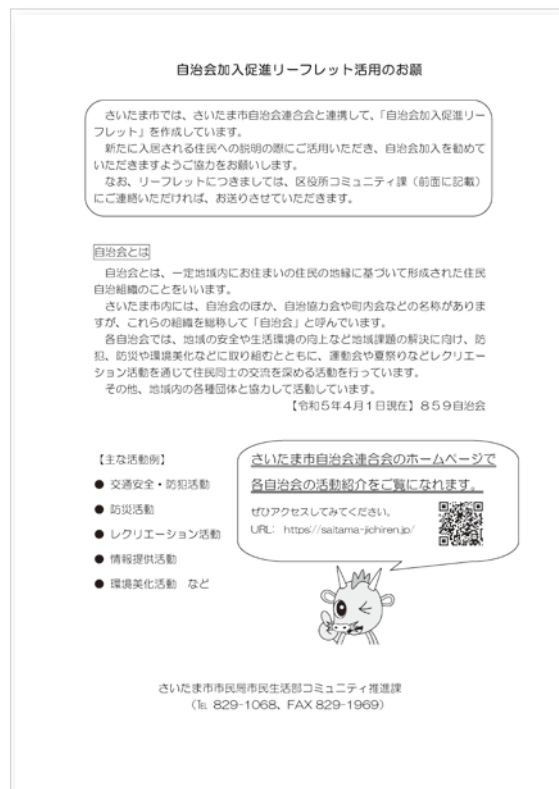 自治会加入促進リーフレット活用のお願
さいたま市では、さいたま市自治会連合会と連携して、「自治会加入促進リー
フレット」を作成しています。
新たに入居される住民への説明の際にご活用いただき、自治会加入を勧めて
いただきますようご協力をお願いします。
なお、リーフレットにつきましては、区役所コミュニティ課（前面に記載）
にご連絡いただければ、お送りさせていただきます。
自治会とは
自治会とは、一定地域内にお住まいの住民の地縁に基づいて形成された住民
自治組織のことをいいます。
さいたま市内には、自治会のほか、自治協力会や町内会などの名称がありま
すが、これらの組織を総称して「自治会」と呼んでいます。
各自治会では、地域の安全や生活環境の向上など地域課題の解決に向け、防
犯、防災や環境美化などに取り組むとともに、運動会や夏祭りなどレクリエー
ション活動を通じて住民同士の交流を深める活動を行っています。
その他、地域内の各種団体と協力して活動しています。
【令和5年4月1日現在】859自治会
【主な活動例】
● 交通安全・防犯活動
● 防災活動
● レクリエーション活動
● 情報提供活動
● 環境美化活動 など
さいたま市自治会連合会のホームページで
各自治会の活動紹介をご覧になれます。
ぜひアクセスしてみてください。
URL: https://saitama-jichiren.jp/
さいたま市市民局市民生活部コミュニティ推進課
（℡ 829-1068、FAX 829-1969）